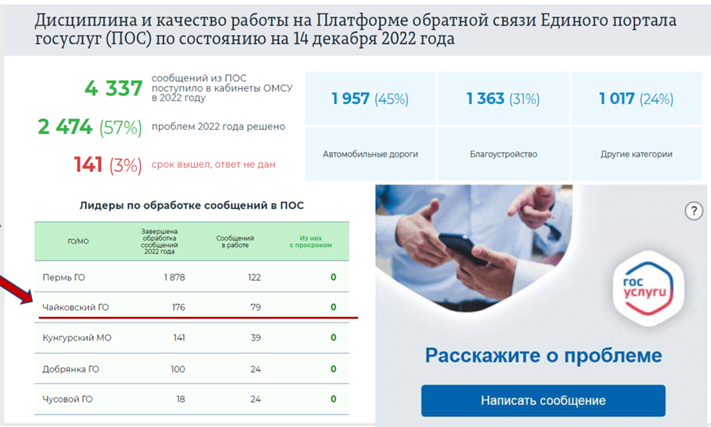 Дисциплина и качество работы на Платформе обратной связи Единого портала
госуслуг (ПОС) по состоянию на 14 декабря 2022 года
4 337 сообщений из ПОС
поступило в кабинеты ОМСУ
в 2022 году
2 474 (57%) проблем 2022 года решено
141 (3%) срок вышел, ответ не дан
1 957 (45%) 1 363 (31%) 1 017 (24%)
Автомобильные дороги Благоустройство Другие категории
Лидеры по обработке сообщений в ПОС
ГО/МО Завершена обработка сообщений 2022 года Сообщений в работе Из них с просроком
Пермь ГО 1 878 122 0
Чайковский ГО 176 79 0
Кунгурский МО 141 39 0
Добрянка ГО 100 24 0
Чусовой ГО 18 24 0
?
гос
услуги
Расскажите о проблеме
Написать сообщение